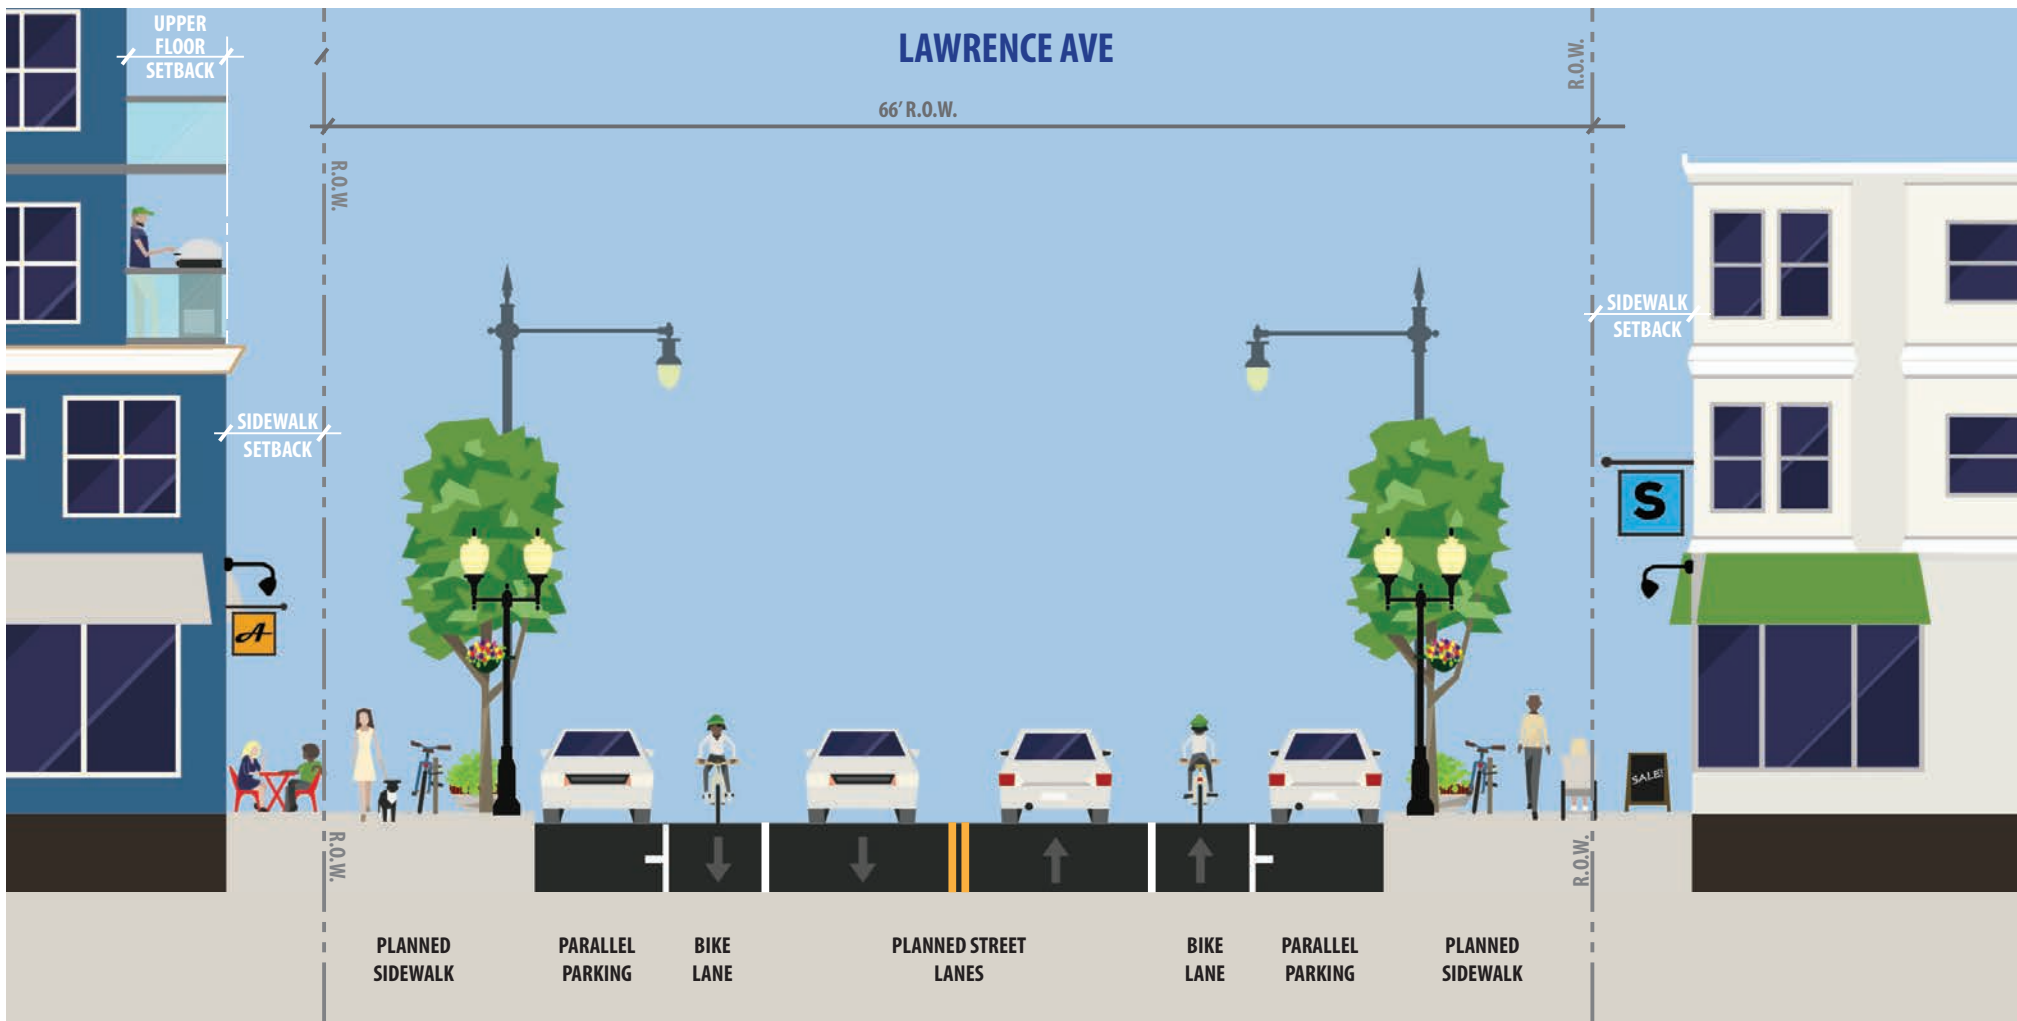 UPPER
FLOOR
SETBACK
LAWRENCE AVE
66' R.O.W.
R.O.W.
R.O.W.
SIDEWALK
SETBACK
SIDEWALK
SETBACK
S
A
SALE!
R.O.W.
R.O.W.
PLANNED
SIDEWALK
PARALLEL
PARKING
BIKE
LANE
PLANNED STREET
LANES
BIKE
LANE
PARALLEL
PARKING
PLANNED
SIDEWALK